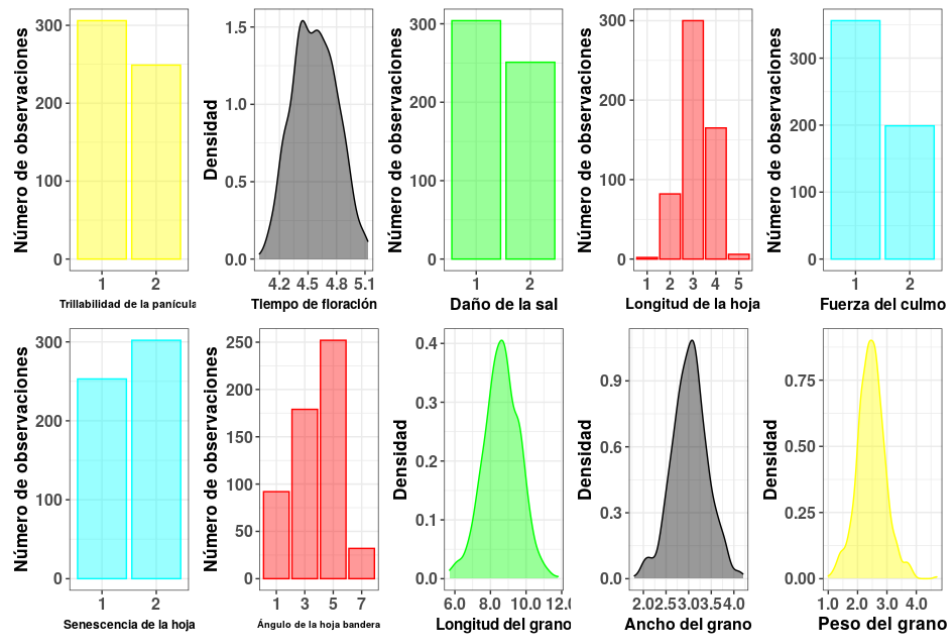 Número de observaciones
300
200
100
0
1 2
Trillabilidad de la panícula
Densidad
1.5
1.0
0.5
0.0
4.2 4.5 4.8 5.1
TIempo de floración
Número de observaciones
300
200
100
0
1 2
Daño de la sal
Número de observaciones
300
200
100
0
1 2 3 4 5
Longitud de la hoja
Número de observaciones
300
200
100
0
1 2
Fuerza del culmo
Número de observaciones
300
200
100
0
1 2
Senescencia de la hoja
Número de observaciones
250
200
150
100
50
0
1 3 5 7
Ángulo de la hoja bandera
Densidad
0.4
0.3
0.2
0.1
0.0
6.0 8.0 10.0 12.0
Longitud del grano
Densidad
0.9
0.6
0.3
0.0
2.0 2.5 3.0 3.5 4.0
Ancho del grano
Densidad
0.75
0.50
0.25
0.00
1.0 2.0 3.0 4.0
Peso del grano